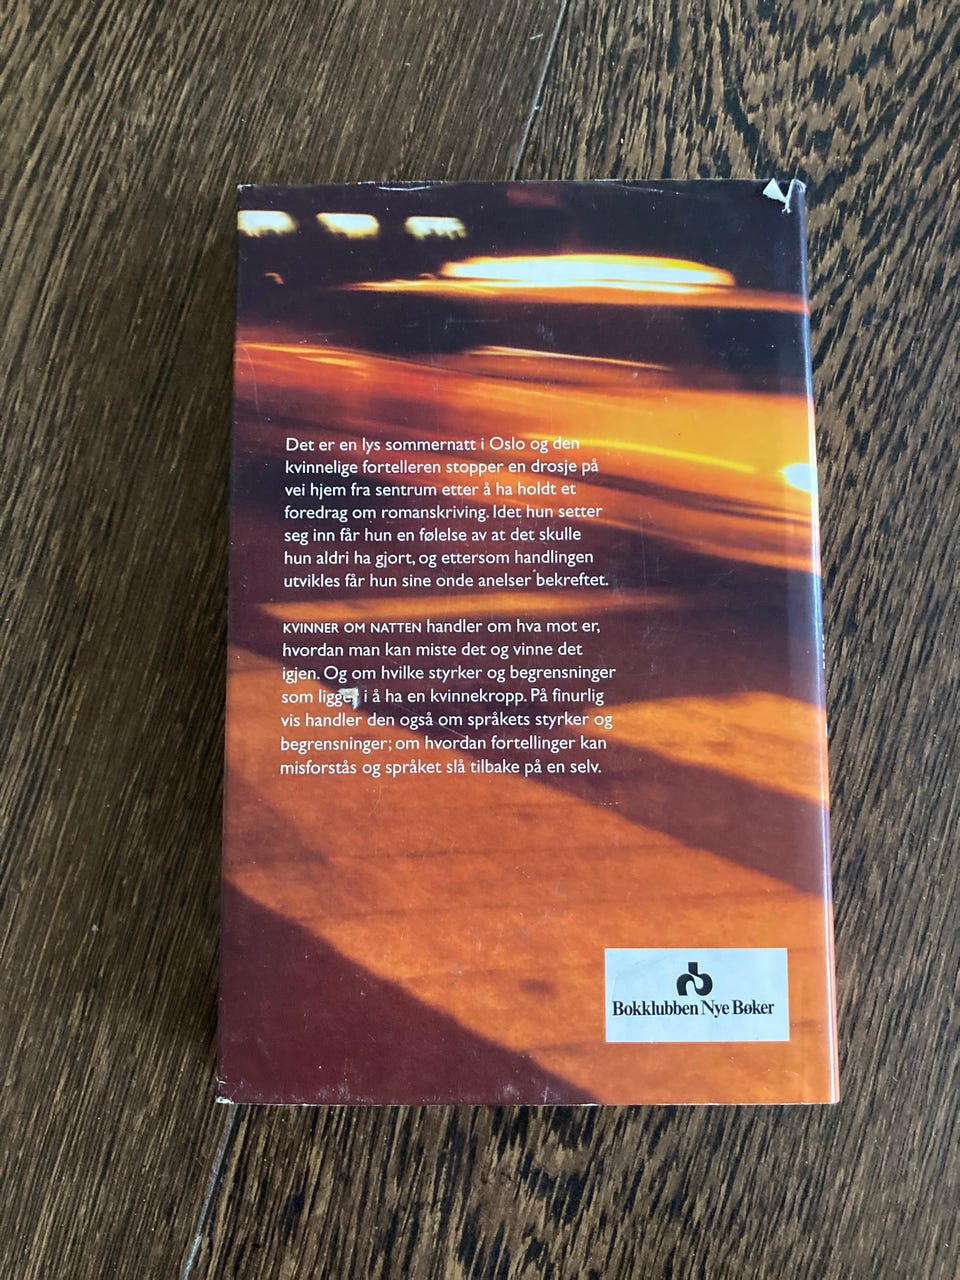 Det er en lys sommernatt i Oslo og den
kvinnelige fortelleren stopper en drosje på
vei hjem fra sentrum etter å ha holdt et
foredrag om romanskriving. Idet hun setter
seg inn får hun en følelse av at det skulle
hun aldri ha gjort, og ettersom handlingen
utvikles får hun sine onde anelser bekreftet.
KVINNER OM NATTEN handler om hva mot er,
hvordan man kan miste det og vinne det
igjen. Og om hvilke styrker og begrensninger
som ligger i å ha en kvinnekropp. På finurlig
vis handler den også om språkets styrker og
begrensninger; om hvordan fortellinger kan
misforstås og språket slå tilbake på en selv.
Bokklubben Nye Bøker